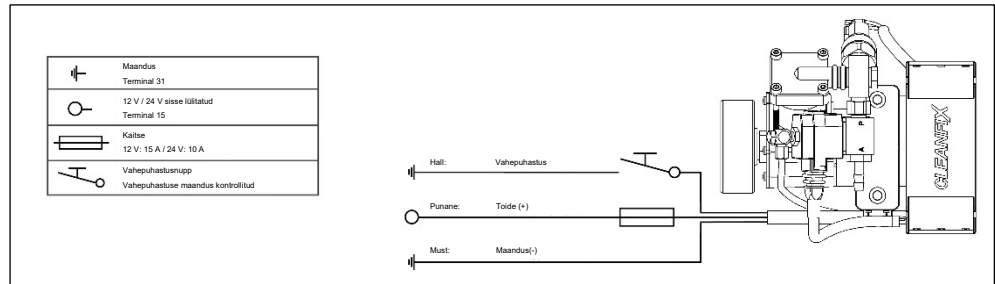 Maandus
Terminal 31
12 V / 24 V sisse lülitatud
Terminal 15
Kaitse
12 V: 15 A / 24 V: 10 A
Vahepuhastusnupp
Vahepuhastuse maandus kontrollitud
Hall: Vahepuhastus
Punane: Toide (+)
Must: Maandus(-)
A P
CLEANFIX